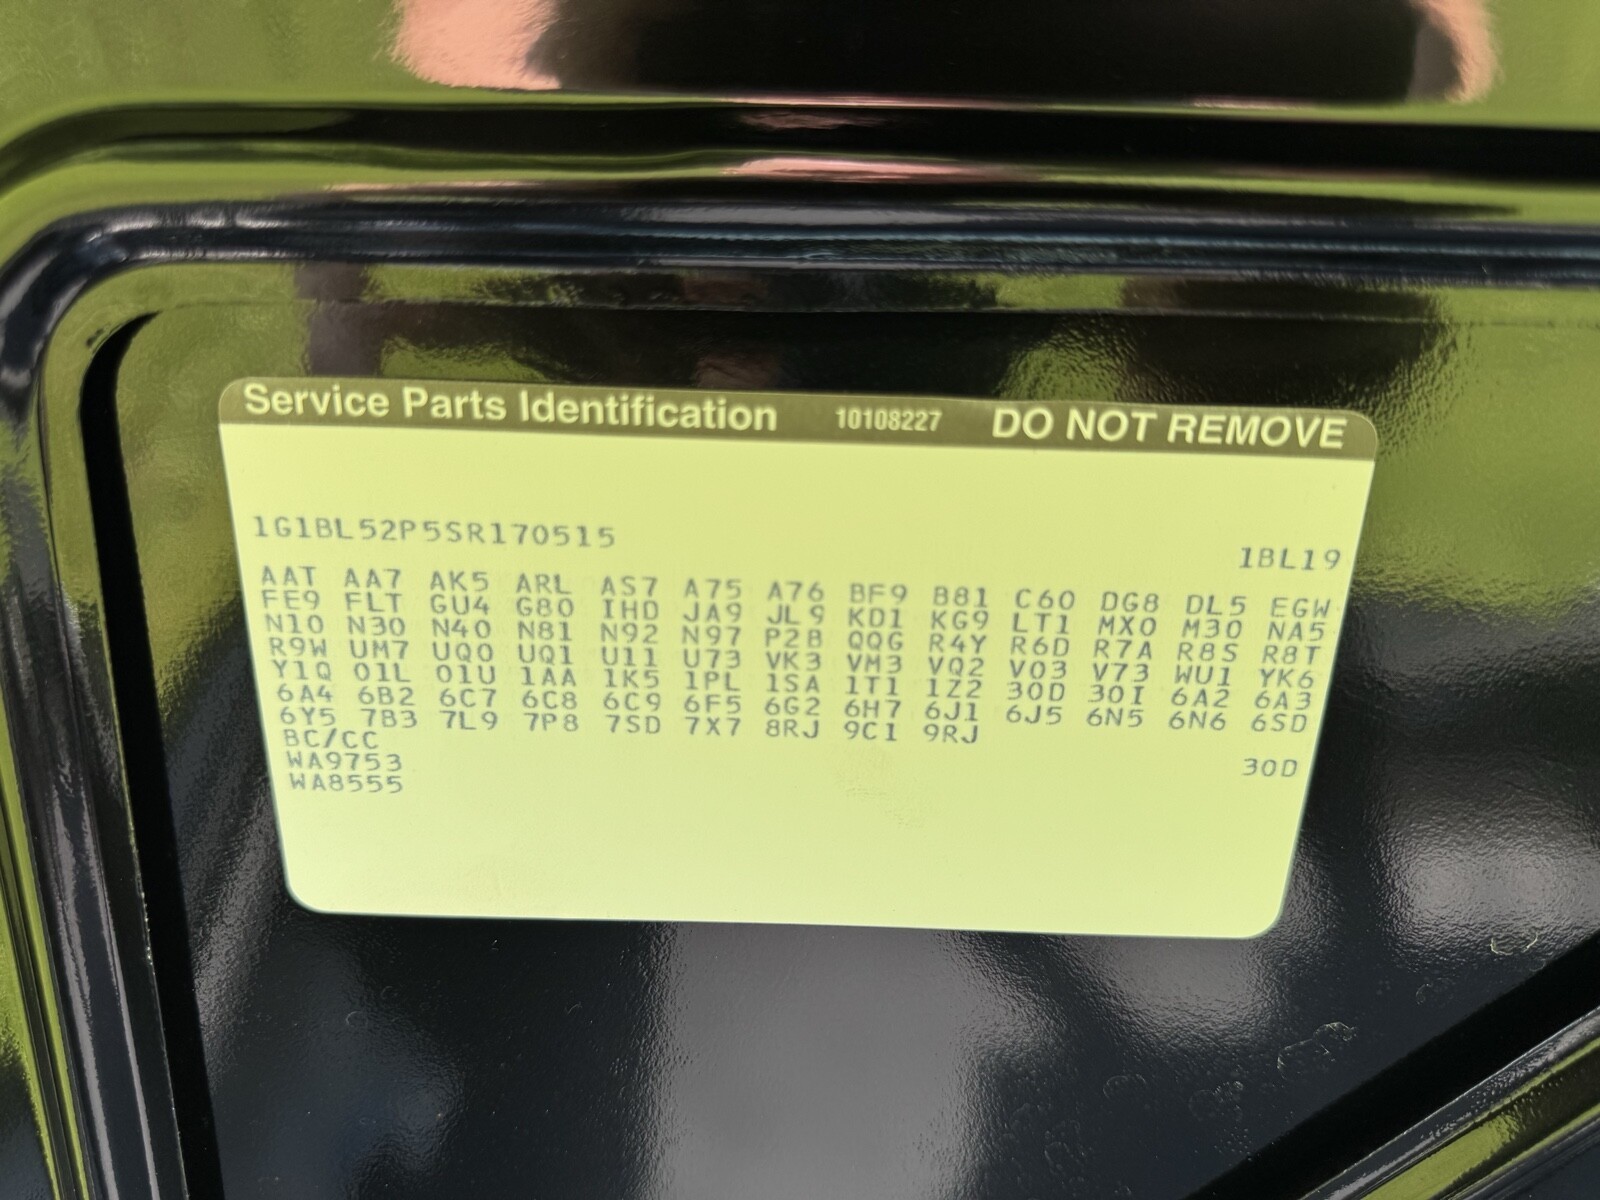 Service Parts Identification 10108227 DO NOT REMOVE
1G1BL52P5SR170515
1BL19
AAT AA7 AK5 ARL AS7 A75 A76 BF9 B81 C60 DG8 DL5 EGW
FE9 FLT GU4 G80 IHD JA9 JL9 KD1 KG9 LT1 MX0 M30 NA5
N10 N30 N40 N81 N92 N97 P2B QQG R4Y R6D R7A R8S R8T
R9W UM7 UQ0 UQ1 U11 U73 VK3 VM3 VQ2 V03 V73 WU1 YK6
Y1Q 01L 01U 1AA 1K5 1PL 1SA 1T1 1Z2 30D 30I 6A2 6A3
6A4 6B2 6C7 6C8 6C9 6F5 6G2 6H7 6J1 6J5 6N5 6N6 6SD
6Y5 7B3 7L9 7P8 7SD 7X7 8RJ 9C1 9RJ
BC/CC
WA9753 30D
WA8555